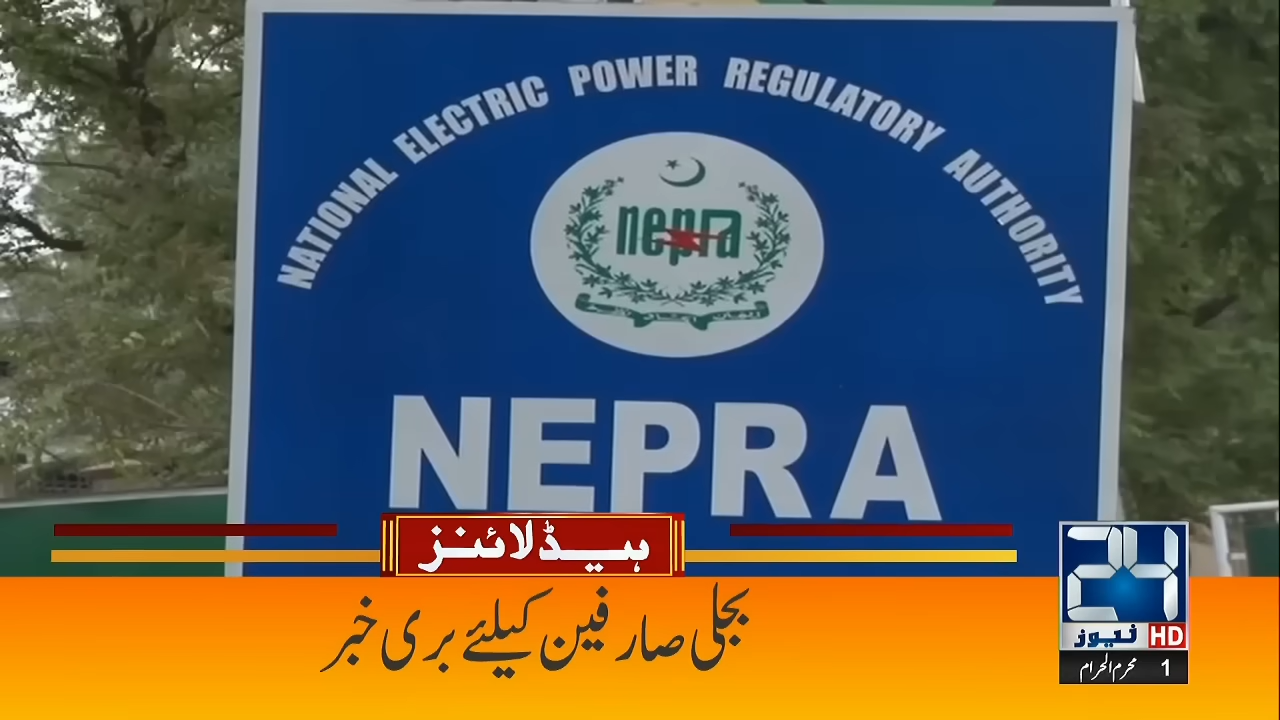 NATIONAL ELECTRIC POWER REGULATORY AUTHORITY
nepra
NEPRA
ہیڈلائنز
بجلی صارفین کیلئے بری خبر
24
نیوز HD
1 محرم الحرام